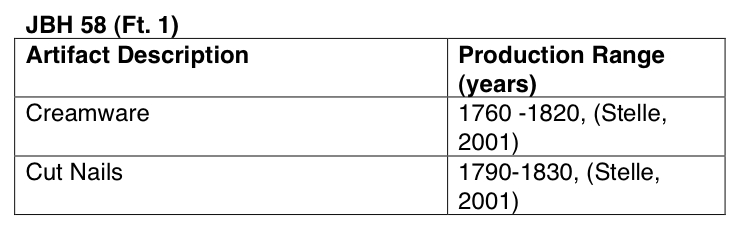 JBH 58 (Ft. 1)
Artifact Description
Production Range
(years)
Creamware
1760 -1820, (Stelle,
2001)
Cut Nails
1790-1830, (Stelle,
2001)